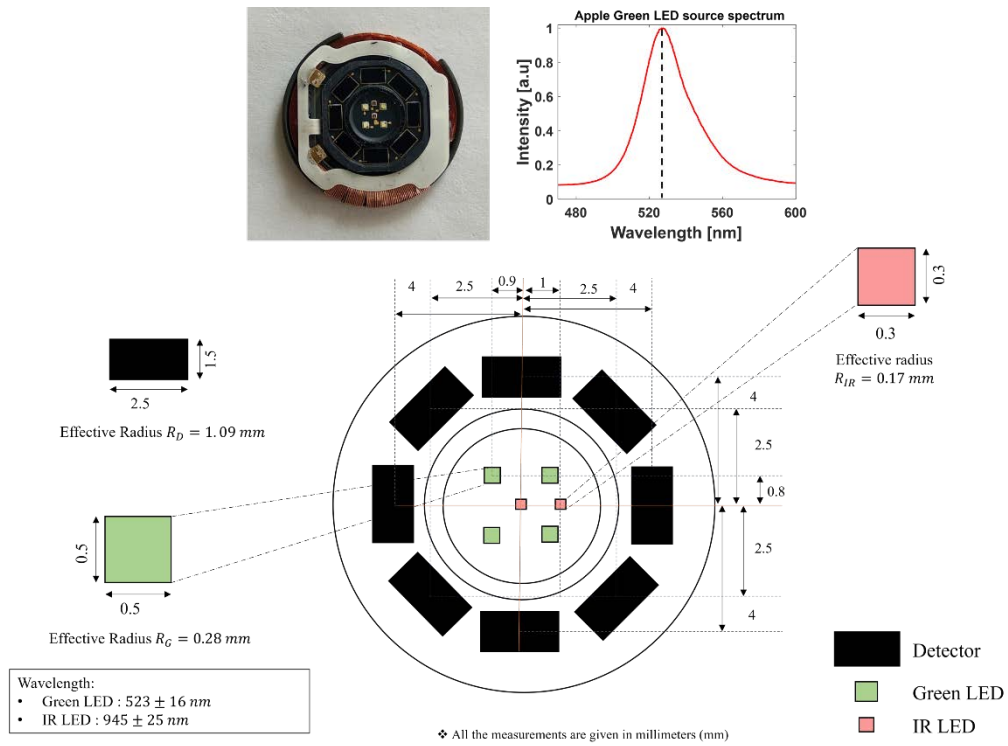 Apple Green LED source spectrum
Intensity [a.u]
1
0.8
0.6
0.4
0.2
0
480
520
560
600
Wavelength [nm]
4
2.5
0.9
1
2.5
4
0.3
0.3
Effective radius
R_IR = 0.17 mm
1.5
2.5
Effective Radius R_D = 1.09 mm
4
2.5
0.8
2.5
4
0.5
0.5
Effective Radius R_G = 0.28 mm
Wavelength:
• Green LED : 523 ± 16 nm
• IR LED : 945 ± 25 nm
Detector
Green LED
IR LED
❖ All the measurements are given in millimeters (mm)